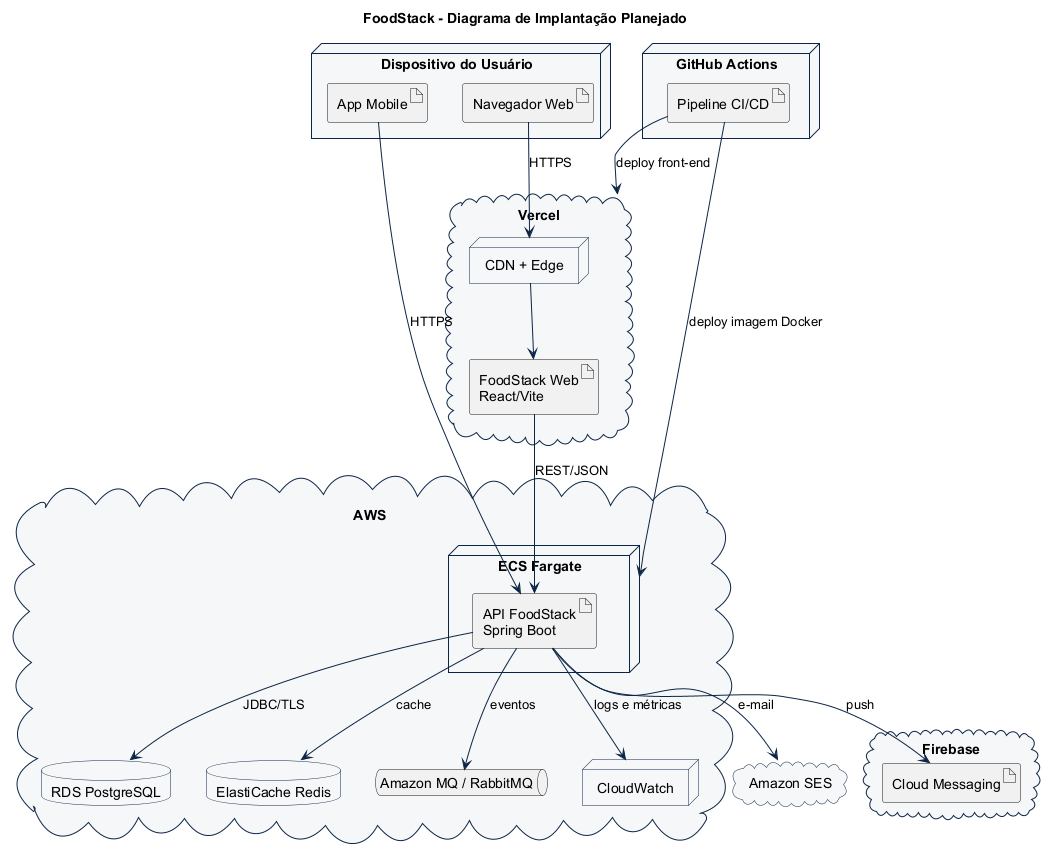 FoodStack - Diagrama de Implantação Planejado
Dispositivo do Usuário
GitHub Actions
App Mobile
Navegador Web
Pipeline CI/CD
HTTPS
deploy front-end
Vercel
CDN + Edge
HTTPS
deploy imagem Docker
FoodStack Web
React/Vite
REST/JSON
AWS
ECS Fargate
API FoodStack
Spring Boot
JDBC/TLS
cache
eventos
logs e métricas
e-mail
push
Firebase
RDS PostgreSQL
ElastiCache Redis
Amazon MQ / RabbitMQ
CloudWatch
Amazon SES
Cloud Messaging